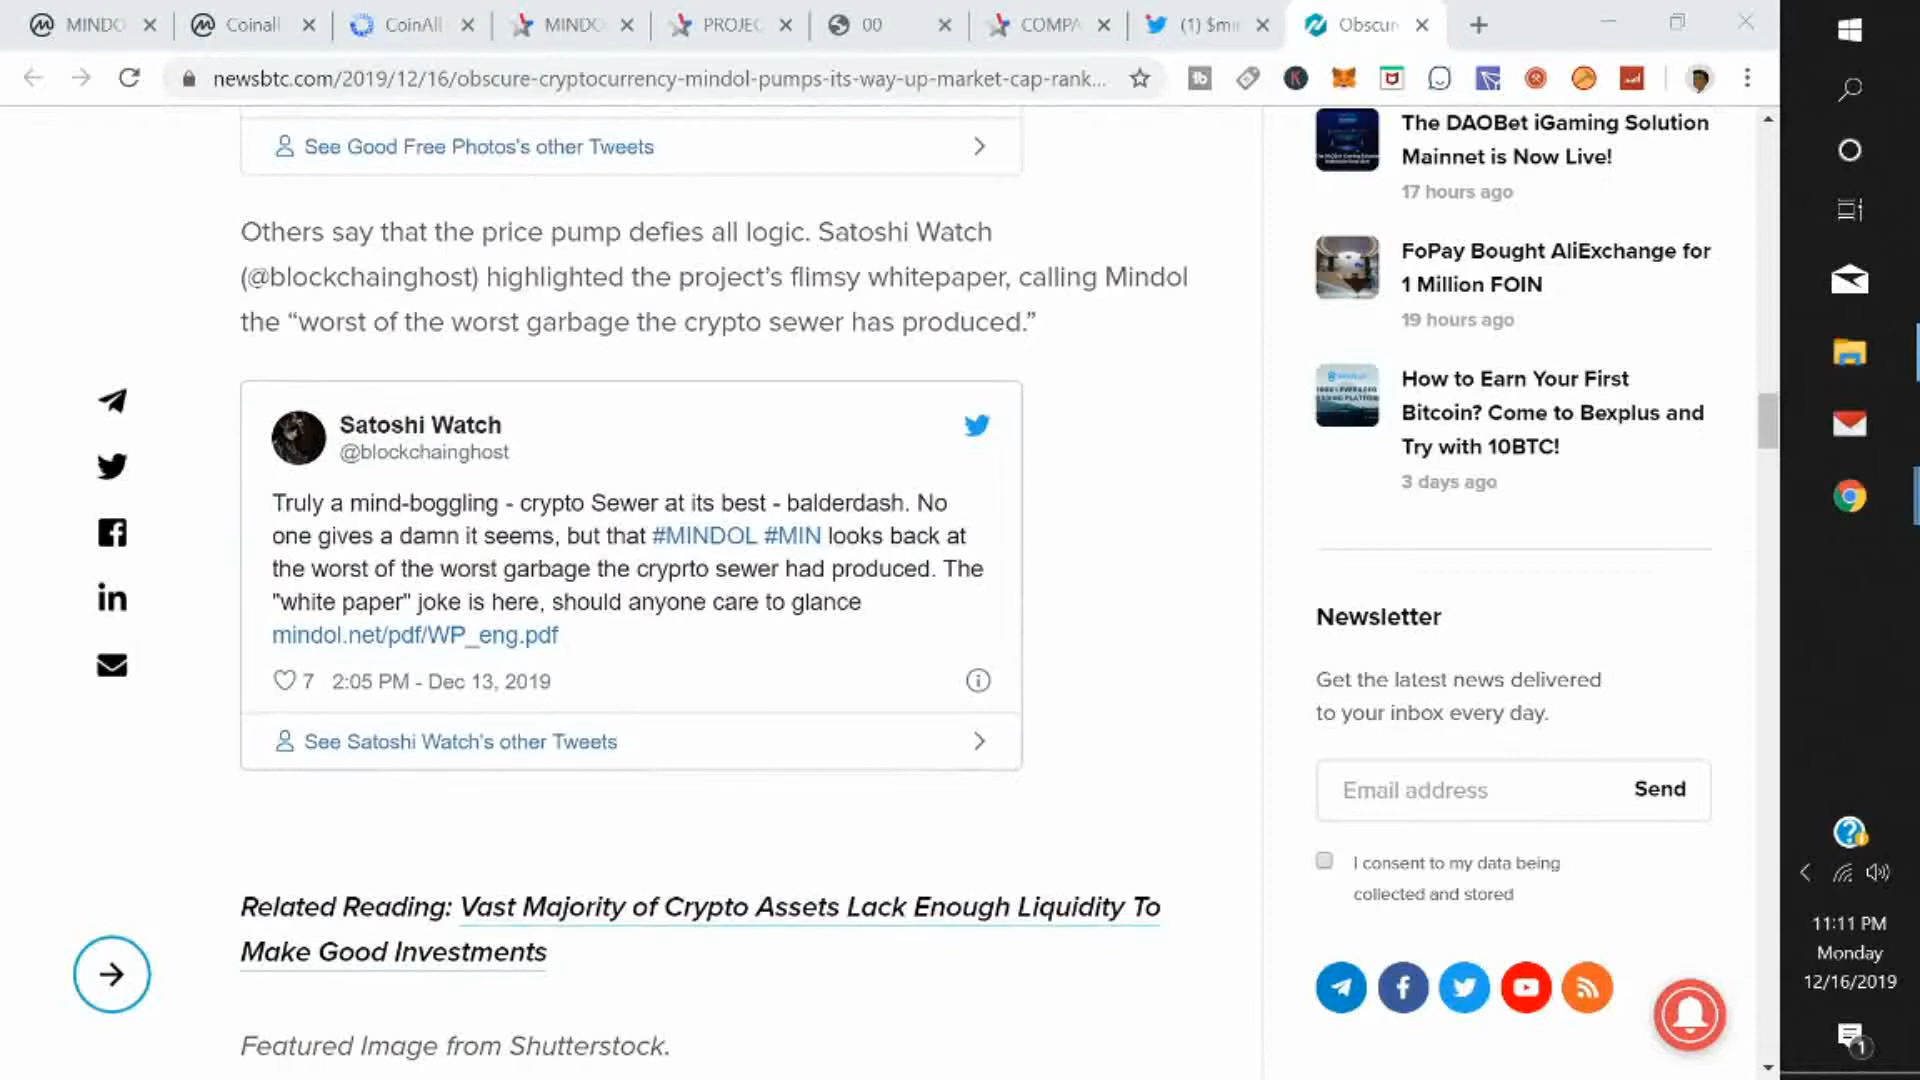 MINDO
Coinall
CoinAll
MINDO
PROJEC
00
COMPA
(1) $min
Obscur
newsbtc.com/2019/12/16/obscure-cryptocurrency-mindol-pumps-its-way-up-market-cap-rank...
See Good Free Photos's other Tweets
Others say that the price pump defies all logic. Satoshi Watch
(@blockchainghost) highlighted the project's flimsy whitepaper, calling Mindol
the “worst of the worst garbage the crypto sewer has produced.”
Satoshi Watch
@blockchainghost
Truly a mind-boggling - crypto Sewer at its best - balderdash. No
one gives a damn it seems, but that #MINDOL #MIN looks back at
the worst of the worst garbage the cryprto sewer had produced. The
"white paper" joke is here, should anyone care to glance
mindol.net/pdf/WP_eng.pdf
7 2:05 PM - Dec 13, 2019
See Satoshi Watch's other Tweets
Related Reading: Vast Majority of Crypto Assets Lack Enough Liquidity To
Make Good Investments
Featured Image from Shutterstock.
The DAOBet iGaming Solution
Mainnet is Now Live!
17 hours ago
FoPay Bought AliExchange for
1 Million FOIN
19 hours ago
How to Earn Your First
Bitcoin? Come to Bexplus and
Try with 10BTC!
3 days ago
Newsletter
Get the latest news delivered
to your inbox every day.
Email address Send
I consent to my data being
collected and stored
11:11 PM
Monday
12/16/2019
1